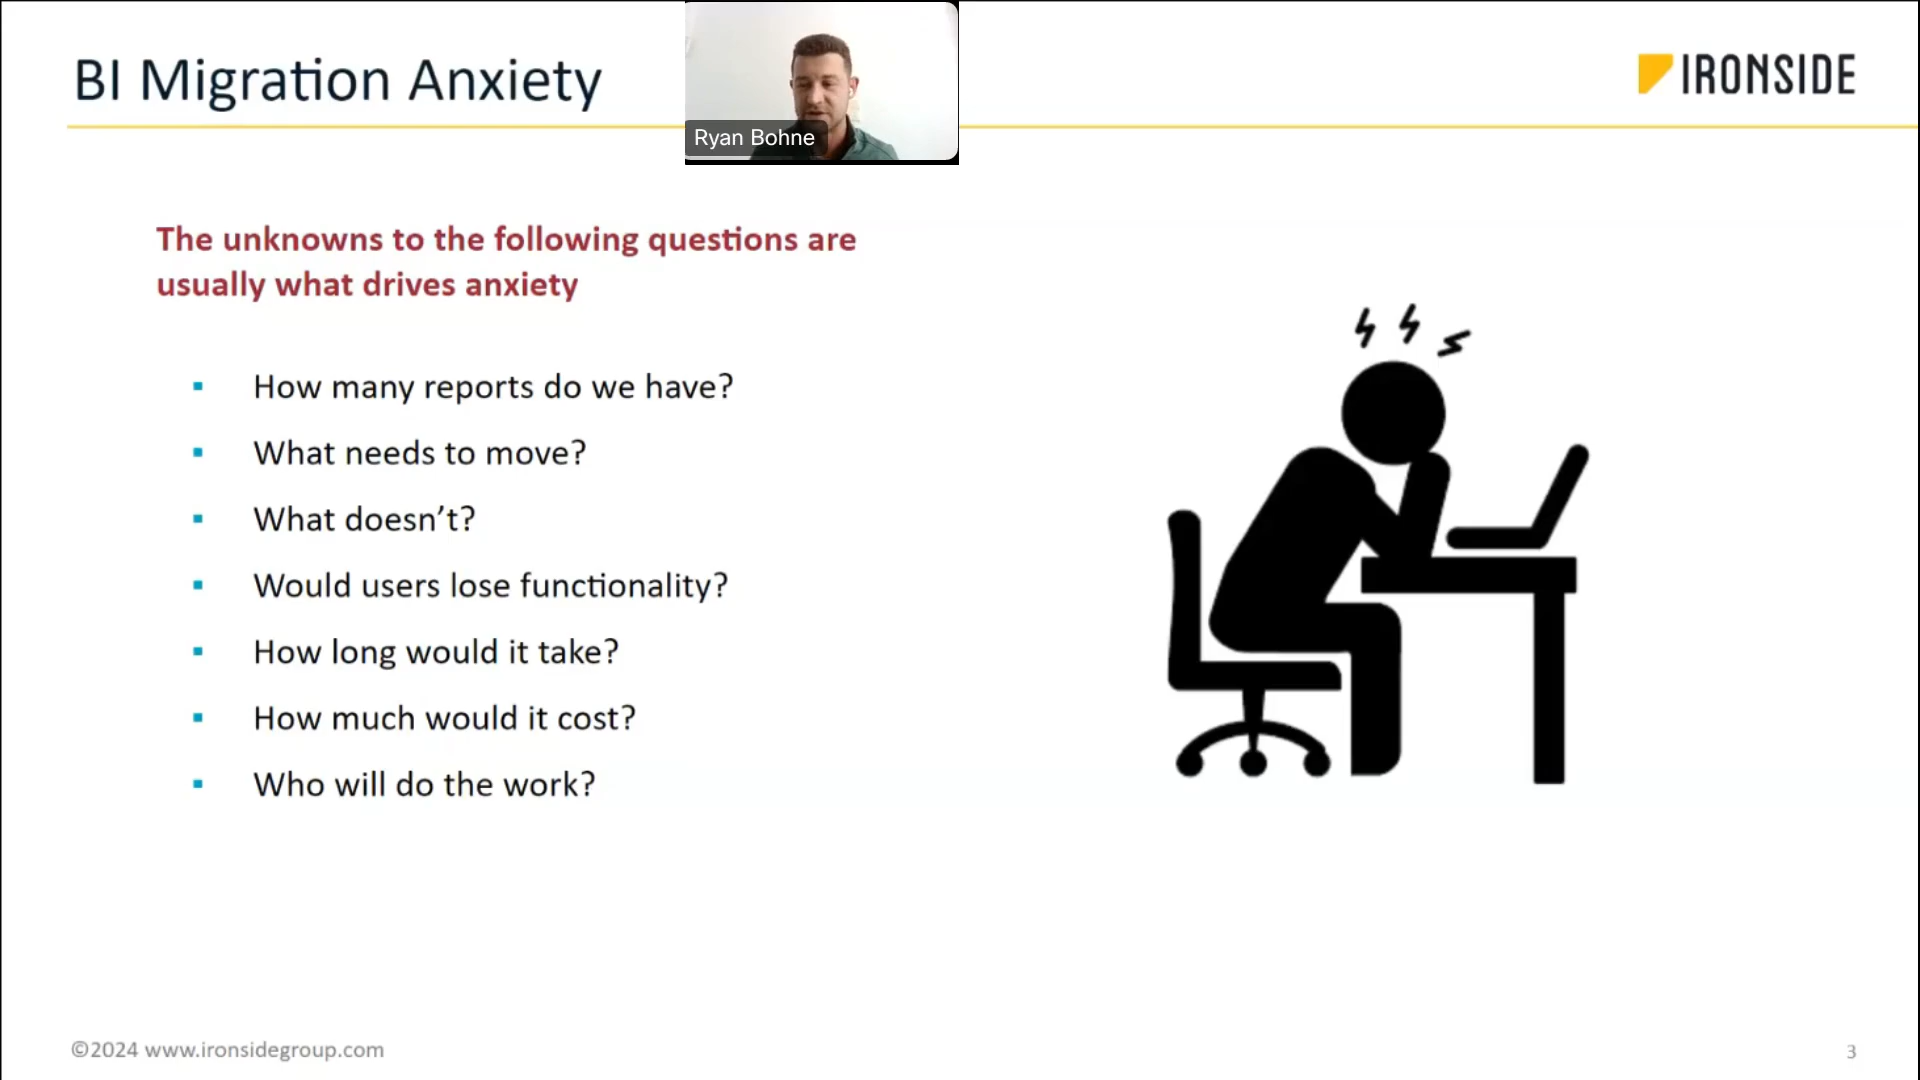 BI Migration Anxiety
Ryan Bohne
IRONSIDE
The unknowns to the following questions are
usually what drives anxiety
▪ How many reports do we have?
▪ What needs to move?
▪ What doesn’t?
▪ Would users lose functionality?
▪ How long would it take?
▪ How much would it cost?
▪ Who will do the work?
©2024 www.ironsidegroup.com
3